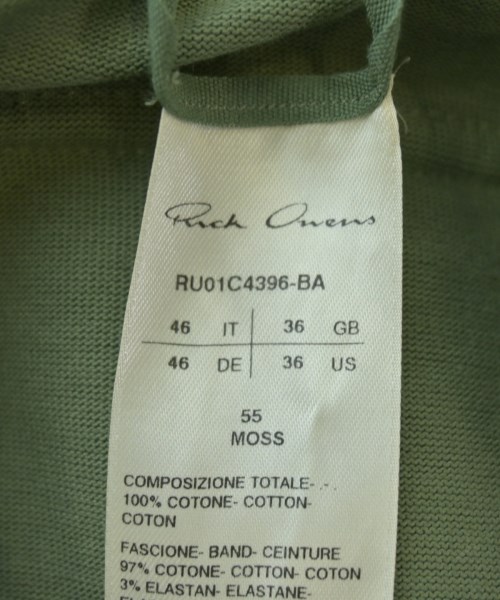 Rick Owens
RU01C4396-BA
46 IT 36 GB
46 DE 36 US
55
MOSS
COMPOSIZIONE TOTALE- .-.
100% COTONE- COTTON-
COTON
FASCIONE- BAND- CEINTURE
97% COTONE- COTTON- COTON
3% ELASTAN- ELASTANE-